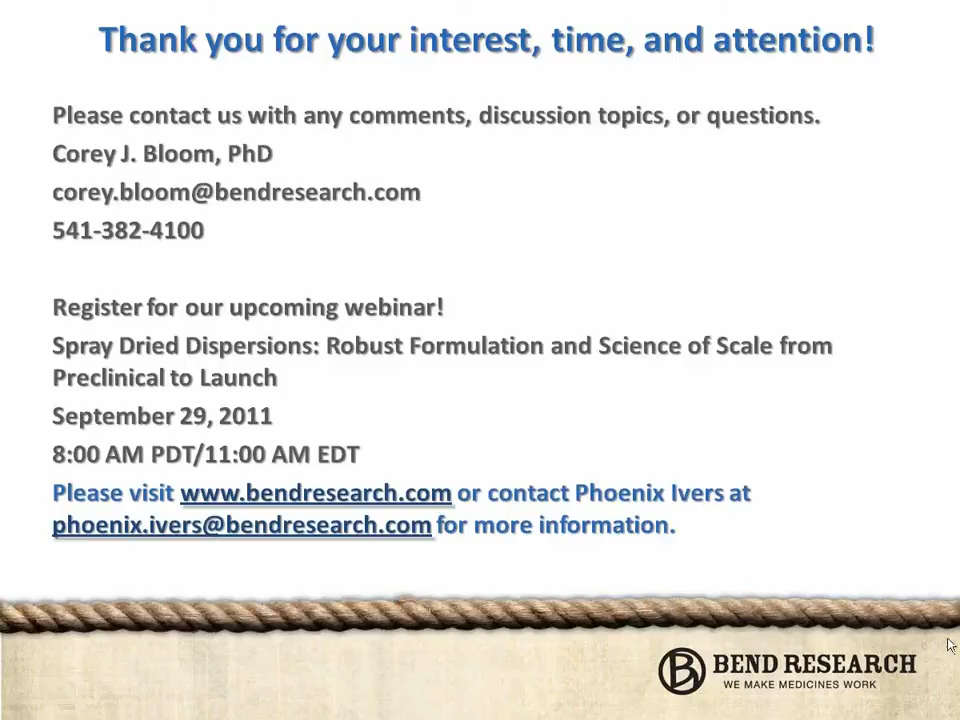 Thank you for your interest, time, and attention!
Please contact us with any comments, discussion topics, or questions.
Corey J. Bloom, PhD
corey.bloom@bendresearch.com
541-382-4100
Register for our upcoming webinar!
Spray Dried Dispersions: Robust Formulation and Science of Scale from
Preclinical to Launch
September 29, 2011
8:00 AM PDT/11:00 AM EDT
Please visit www.bendresearch.com or contact Phoenix Ivers at
phoenix.ivers@bendresearch.com for more information.
B BEND RESEARCH
WE MAKE MEDICINES WORK